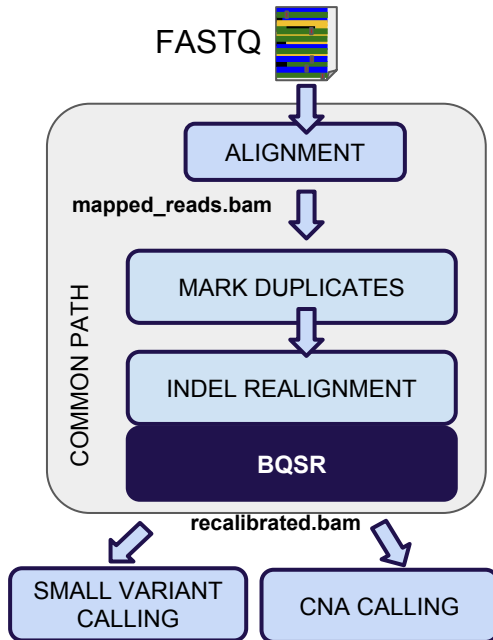 FASTQ
ALIGNMENT
mapped_reads.bam
MARK DUPLICATES
INDEL REALIGNMENT
BQSR
COMMON PATH
recalibrated.bam
SMALL VARIANT
CALLING
CNA CALLING